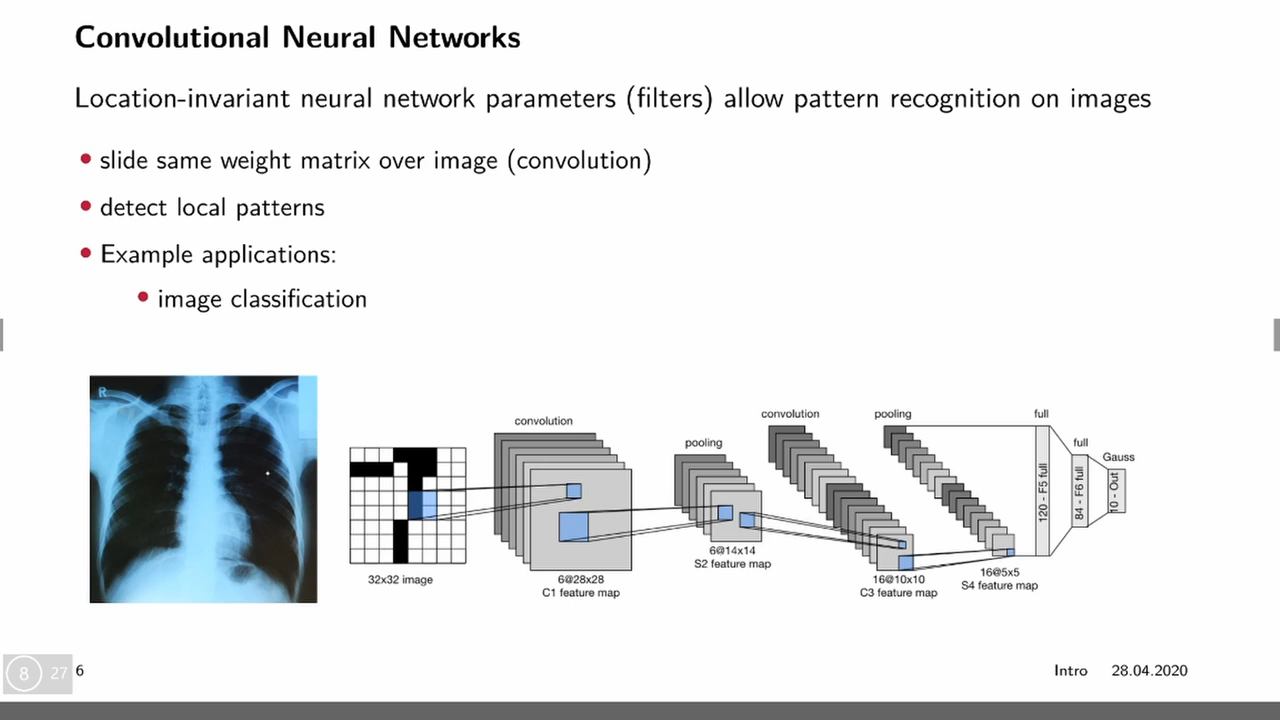 Convolutional Neural Networks
Location-invariant neural network parameters (filters) allow pattern recognition on images
• slide same weight matrix over image (convolution)
• detect local patterns
• Example applications:
• image classification
R
32x32 image
convolution
6@28x28
C1 feature map
pooling
6@14x14
S2 feature map
convolution
16@10x10
C3 feature map
pooling
16@5x5
S4 feature map
full
120 - F5 full
full
84 - F6 full
Gauss
10 - Out
8 27
6
Intro 28.04.2020